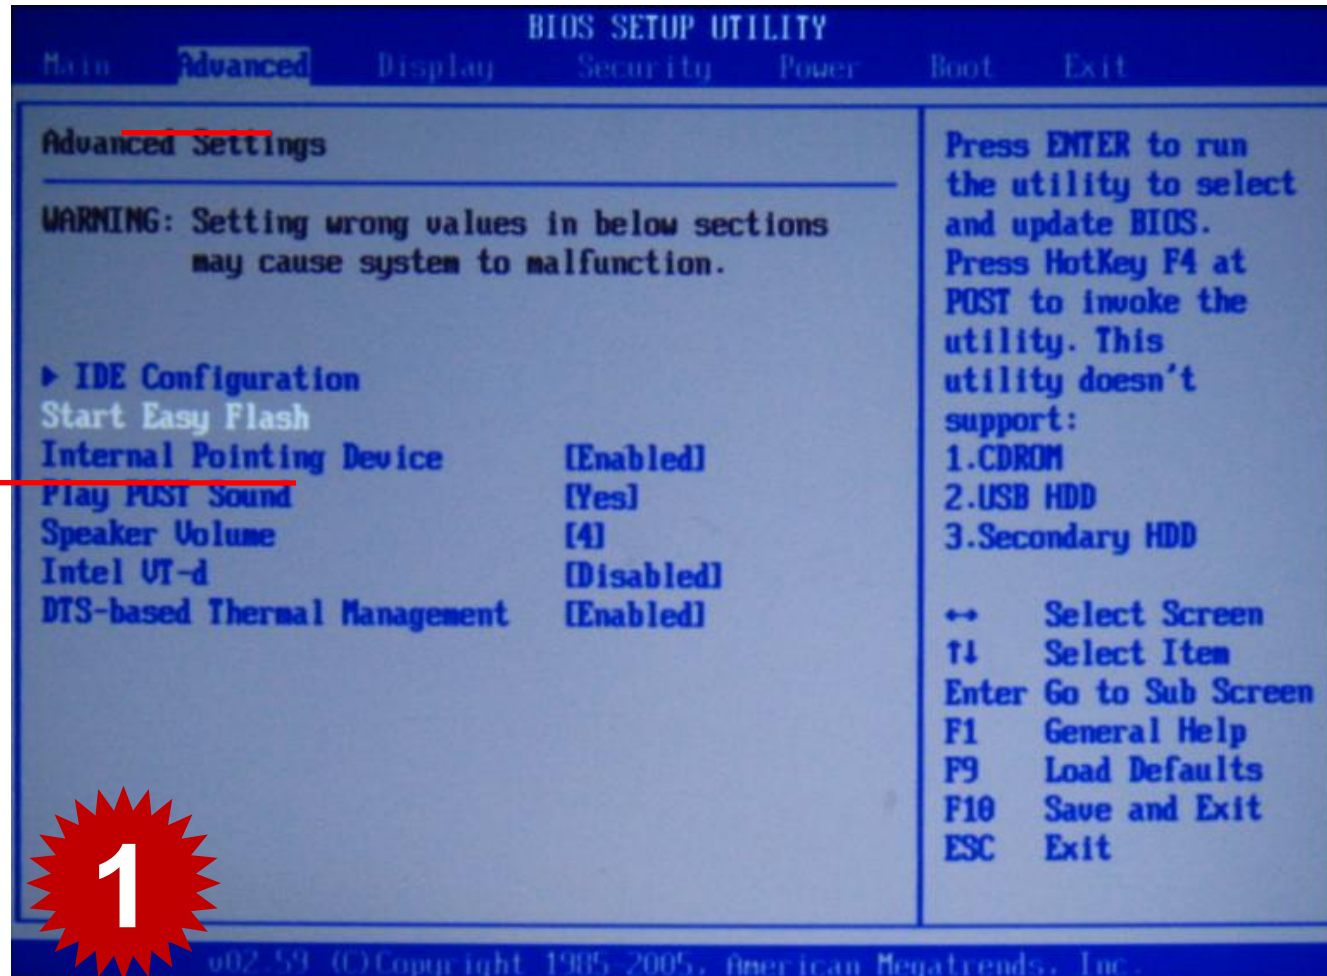 BIOS SETUP UTILITY
Main Advanced Display Security Power Boot Exit
Advanced Settings
WARNING: Setting wrong values in below sections
may cause system to malfunction.
▶ IDE Configuration
Start Easy Flash
Internal Pointing Device [Enabled]
Play POST Sound [Yes]
Speaker Volume [4]
Intel VT-d [Disabled]
DTS-based Thermal Management [Enabled]
Press ENTER to run
the utility to select
and update BIOS.
Press HotKey F4 at
POST to invoke the
utility. This
utility doesn't
support:
1.CDROM
2.USB HDD
3.Secondary HDD
↔ Select Screen
↑↓ Select Item
Enter Go to Sub Screen
F1 General Help
F9 Load Defaults
F10 Save and Exit
ESC Exit
1
v02.59 (C)Copyright 1985-2005, American Megatrends, Inc.